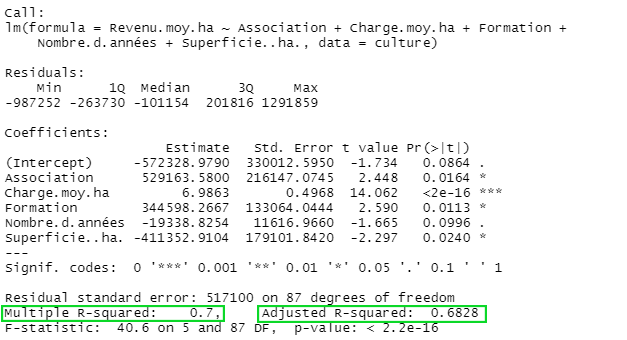 Call:
lm(formula = Revenu.moy.ha ~ Association + Charge.moy.ha + Formation +
    Nombre.d.années + Superficie..ha., data = culture)
Residuals:
    Min      1Q  Median      3Q     Max
-987252 -263730 -101154  201816 1291859
Coefficients:
                   Estimate  Std. Error t value Pr(>|t|)
(Intercept)    -572328.9790 330012.5950  -1.734   0.0864 .
Association     529163.5800 216147.0745   2.448   0.0164 *
Charge.moy.ha        6.9863      0.4968  14.062   <2e-16 ***
Formation       344598.2667 133064.0444   2.590   0.0113 *
Nombre.d.années -19338.8254  11616.9660  -1.665   0.0996 .
Superficie..ha. -411352.9104 179101.8420  -2.297   0.0240 *
---
Signif. codes:  0 '***' 0.001 '**' 0.01 '*' 0.05 '.' 0.1 ' ' 1
Residual standard error: 517100 on 87 degrees of freedom
Multiple R-squared:    0.7,     Adjusted R-squared:  0.6828
F-statistic:  40.6 on 5 and 87 DF,  p-value: < 2.2e-16